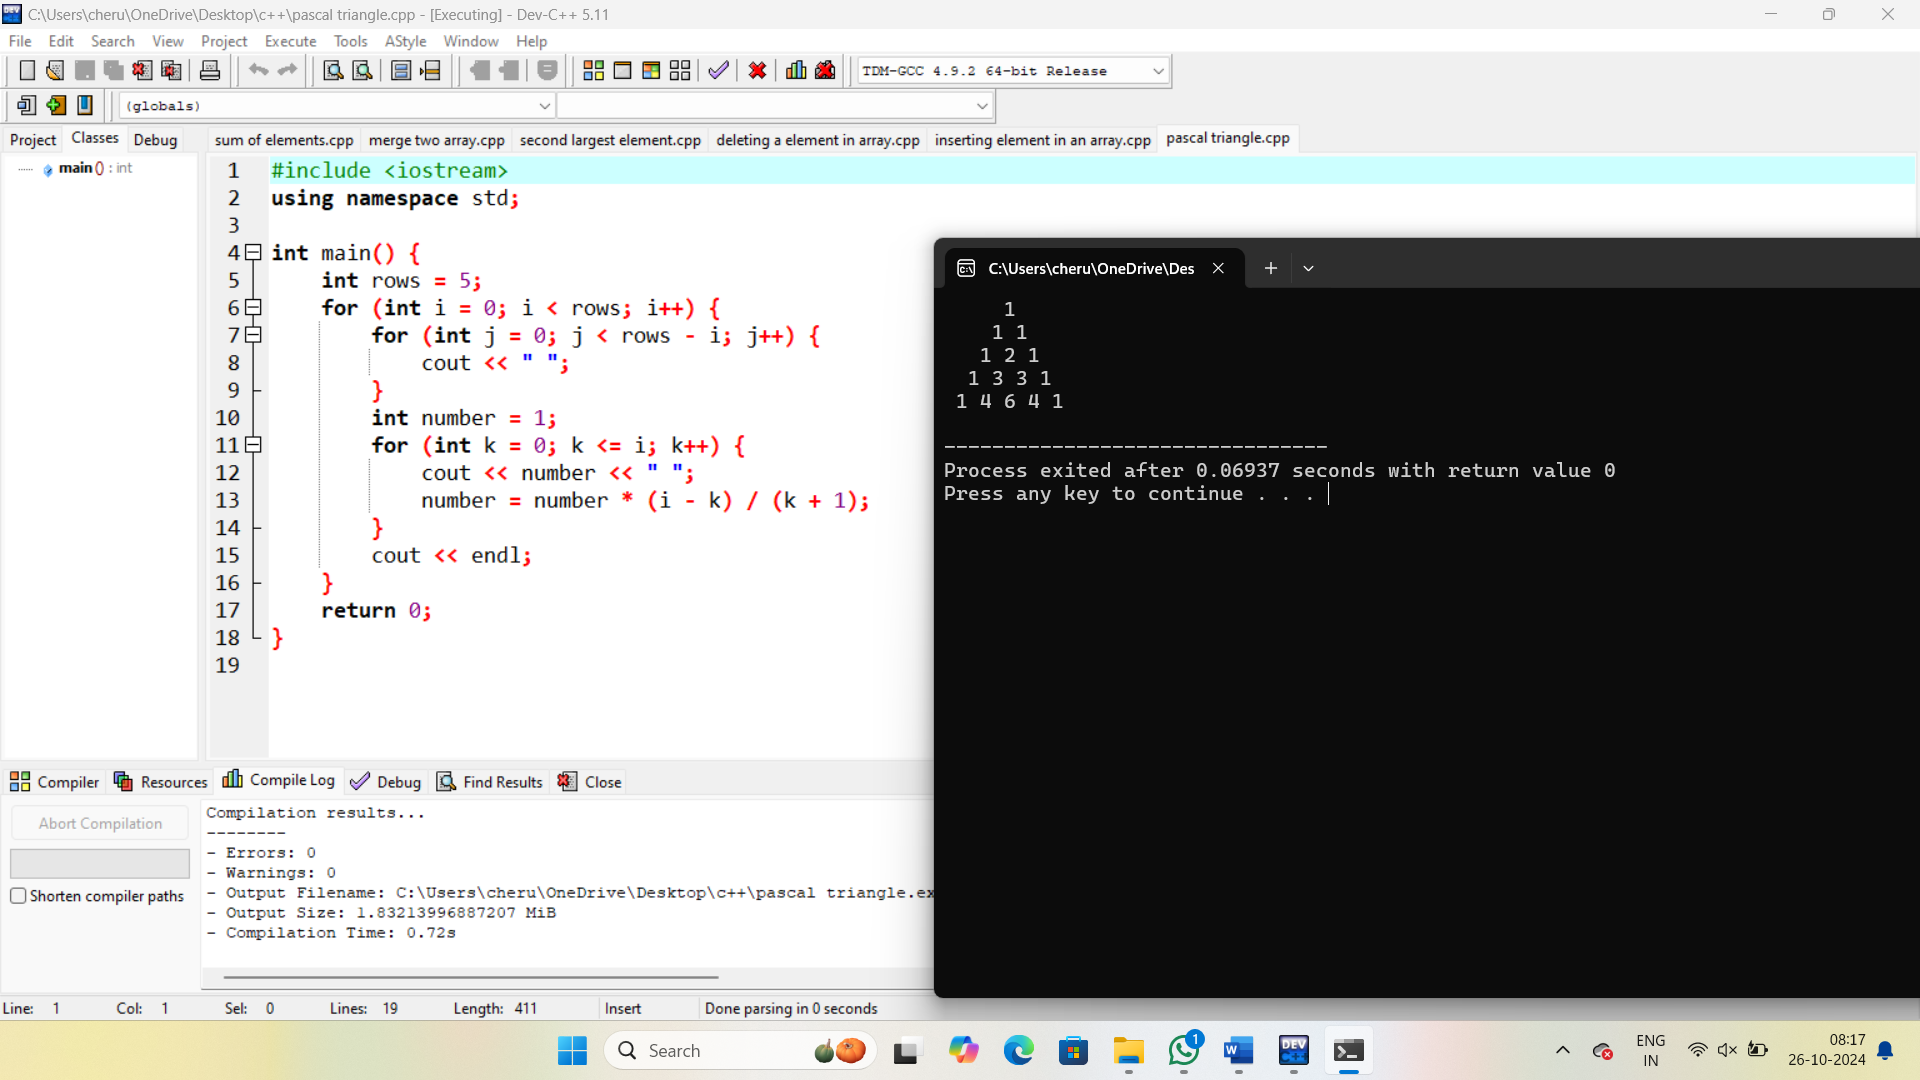 C:\Users\cheru\OneDrive\Desktop\c++\pascal triangle.cpp - [Executing] - Dev-C++ 5.11
File Edit Search View Project Execute Tools AStyle Window Help
TDM-GCC 4.9.2 64-bit Release
(globals)
Project Classes Debug
sum of elements.cpp merge two array.cpp second largest element.cpp deleting a element in array.cpp inserting element in an array.cpp pascal triangle.cpp
main () : int
1 #include <iostream>
2 using namespace std;
3
4 int main() {
5     int rows = 5;
6     for (int i = 0; i < rows; i++) {
7         for (int j = 0; j < rows - i; j++) {
8             cout << " ";
9         }
10         int number = 1;
11         for (int k = 0; k <= i; k++) {
12             cout << number << " ";
13             number = number * (i - k) / (k + 1);
14         }
15         cout << endl;
16     }
17     return 0;
18 }
19
C:\Users\cheru\OneDrive\Des
     1
    1 1
   1 2 1
  1 3 3 1
 1 4 6 4 1
--------------------------------
Process exited after 0.06937 seconds with return value 0
Press any key to continue . . .
Compiler Resources Compile Log Debug Find Results Close
Abort Compilation
Shorten compiler paths
Compilation results...
--------
- Errors: 0
- Warnings: 0
- Output Filename: C:\Users\cheru\OneDrive\Desktop\c++\pascal triangle.ex
- Output Size: 1.83213996887207 MiB
- Compilation Time: 0.72s
Line: 1 Col: 1 Sel: 0 Lines: 19 Length: 411 Insert Done parsing in 0 seconds
Search
1
W
DEV
C++
ENG
IN
08:17
26-10-2024